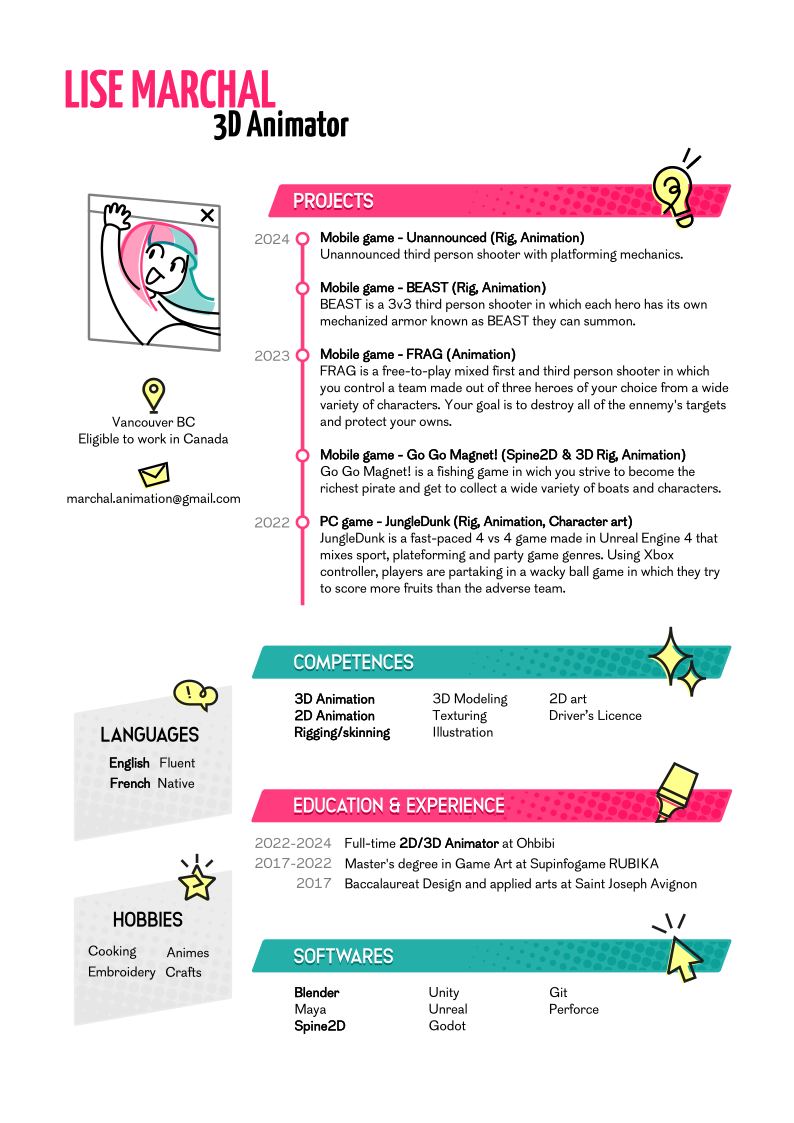 LISE MARCHAL
3D Animator
PROJECTS
2024
Mobile game - Unannounced (Rig, Animation)
Unannounced third person shooter with platforming mechanics.
Mobile game - BEAST (Rig, Animation)
BEAST is a 3v3 third person shooter in which each hero has its own
mechanized armor known as BEAST they can summon.
2023
Mobile game - FRAG (Animation)
FRAG is a free-to-play mixed first and third person shooter in which
you control a team made out of three heroes of your choice from a wide
variety of characters. Your goal is to destroy all of the ennemy's targets
and protect your owns.
Mobile game - Go Go Magnet! (Spine2D & 3D Rig, Animation)
Go Go Magnet! is a fishing game in wich you strive to become the
richest pirate and get to collect a wide variety of boats and characters.
2022
PC game - JungleDunk (Rig, Animation, Character art)
JungleDunk is a fast-paced 4 vs 4 game made in Unreal Engine 4 that
mixes sport, plateforming and party game genres. Using Xbox
controller, players are partaking in a wacky ball game in which they try
to score more fruits than the adverse team.
Vancouver BC
Eligible to work in Canada
marchal.animation@gmail.com
COMPETENCES
3D Animation 3D Modeling 2D art
2D Animation Texturing Driver's Licence
Rigging/skinning Illustration
!
LANGUAGES
English Fluent
French Native
EDUCATION & EXPERIENCE
2022-2024 Full-time 2D/3D Animator at Ohbibi
2017-2022 Master's degree in Game Art at Supinfogame RUBIKA
2017 Baccalaureat Design and applied arts at Saint Joseph Avignon
HOBBIES
Cooking Animes
Embroidery Crafts
SOFTWARES
Blender Unity Git
Maya Unreal Perforce
Spine2D Godot